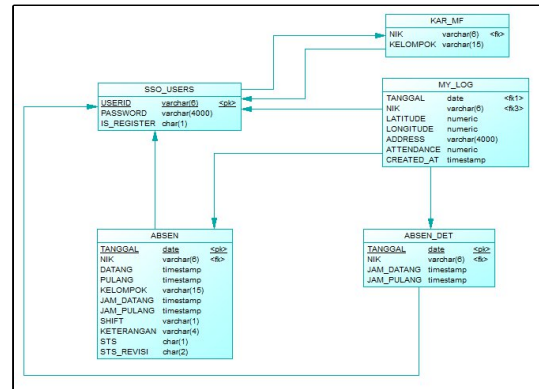 KAR_MF
NIK varchar(6) <fk>
KELOMPOK varchar(15)
SSO_USERS
USERID varchar(6) <pk>
PASSWORD varchar(4000)
IS_REGISTER char(1)
MY_LOG
TANGGAL date <fk1>
NIK varchar(6) <fk3>
LATITUDE numeric
LONGITUDE numeric
ADDRESS varchar(4000)
ATTENDANCE numeric
CREATED_AT timestamp
ABSEN
TANGGAL date <pk>
NIK varchar(6) <fk>
DATANG timestamp
PULANG timestamp
KELOMPOK varchar(15)
JAM_DATANG timestamp
JAM_PULANG timestamp
SHIFT varchar(1)
KETERANGAN varchar(4)
STS char(1)
STS_REVISI char(2)
ABSEN_DET
TANGGAL date <pk>
NIK varchar(6) <fk>
JAM_DATANG timestamp
JAM_PULANG timestamp